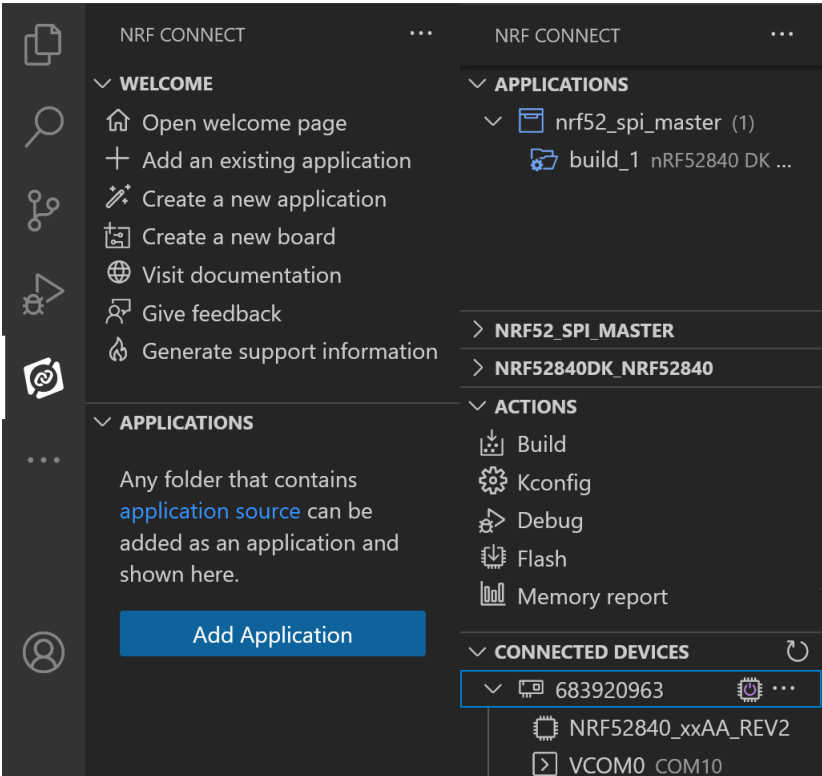 NRF CONNECT
WELCOME
Open welcome page
Add an existing application
Create a new application
Create a new board
Visit documentation
Give feedback
Generate support information
APPLICATIONS
Any folder that contains
application source can be
added as an application and
shown here.
Add Application
NRF CONNECT
APPLICATIONS
nrf52_spi_master (1)
build_1 nRF52840 DK ...
NRF52_SPI_MASTER
NRF52840DK_NRF52840
ACTIONS
Build
Kconfig
Debug
Flash
Memory report
CONNECTED DEVICES
683920963
NRF52840_xxAA_REV2
VCOM0 COM10